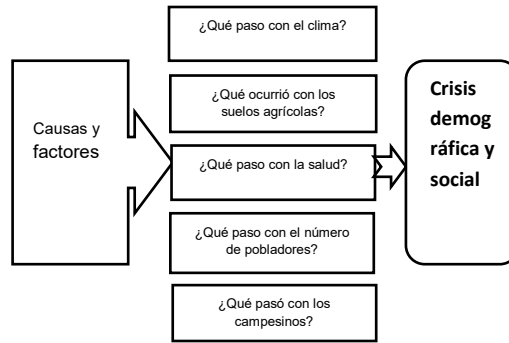 ¿Qué paso con el clima?
Causas y
factores
¿Qué ocurrió con los
suelos agrícolas?
¿Qué paso con la salud?
¿Qué paso con el número
de pobladores?
¿Qué pasó con los
campesinos?
Crisis
demog
ráfica y
social